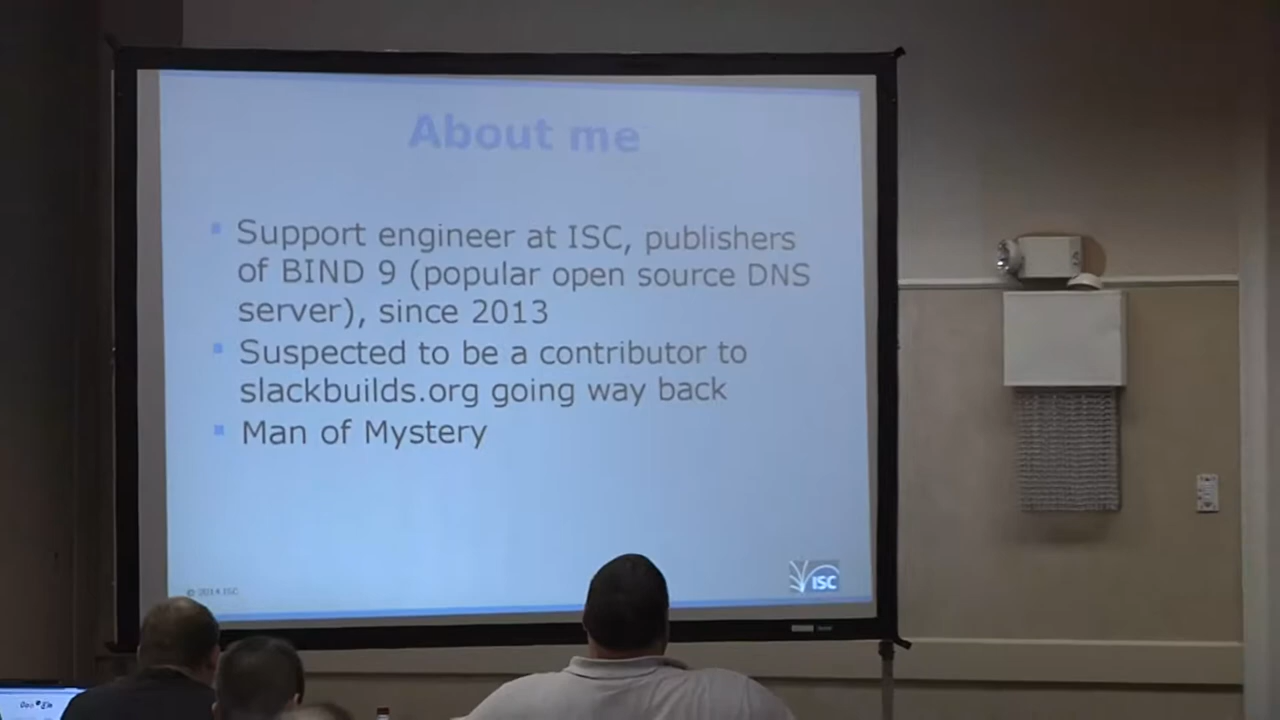 About me
Support engineer at ISC, publishers
of BIND 9 (popular open source DNS
server), since 2013
Suspected to be a contributor to
slackbuilds.org going way back
Man of Mystery
© 2014 ISC
ISC